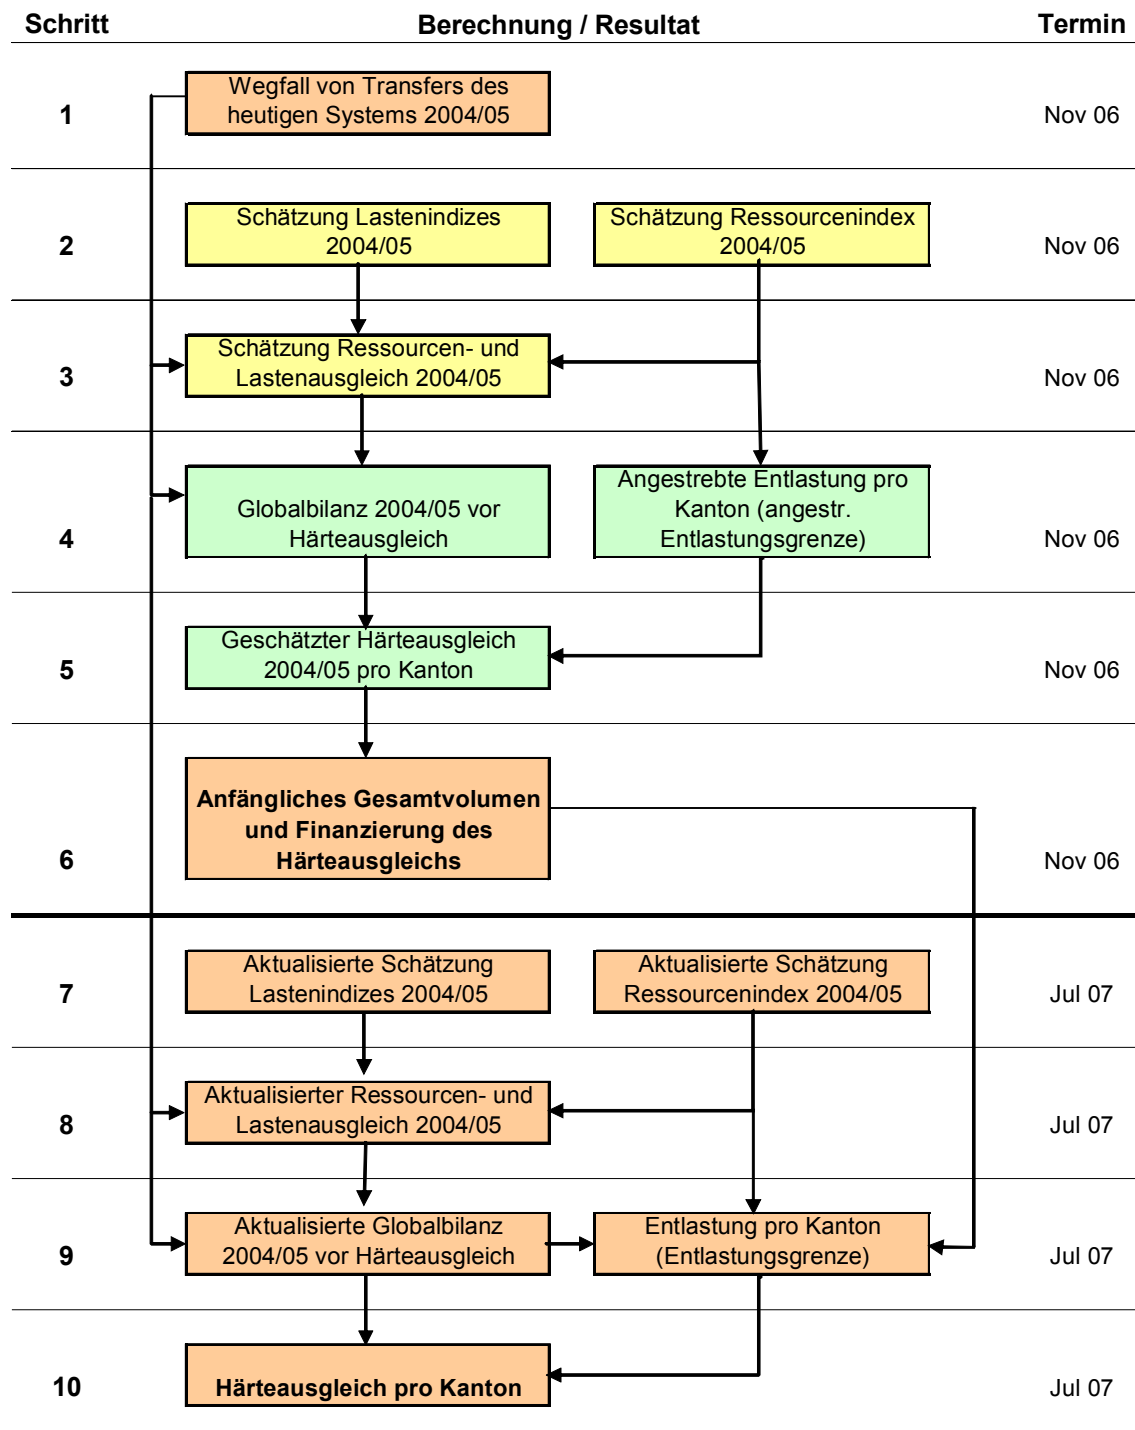 Schritt
Berechnung / Resultat
Termin
1
Wegfall von Transfers des
heutigen Systems 2004/05
Nov 06
2
Schätzung Lastenindizes
2004/05
Schätzung Ressourcenindex
2004/05
Nov 06
3
Schätzung Ressourcen- und
Lastenausgleich 2004/05
Nov 06
4
Globalbilanz 2004/05 vor
Härteausgleich
Angestrebte Entlastung pro
Kanton (angestr.
Entlastungsgrenze)
Nov 06
5
Geschätzter Härteausgleich
2004/05 pro Kanton
Nov 06
6
Anfängliches Gesamtvolumen
und Finanzierung des
Härteausgleichs
Nov 06
7
Aktualisierte Schätzung
Lastenindizes 2004/05
Aktualisierte Schätzung
Ressourcenindex 2004/05
Jul 07
8
Aktualisierter Ressourcen- und
Lastenausgleich 2004/05
Jul 07
9
Aktualisierte Globalbilanz
2004/05 vor Härteausgleich
Entlastung pro Kanton
(Entlastungsgrenze)
Jul 07
10
Härteausgleich pro Kanton
Jul 07